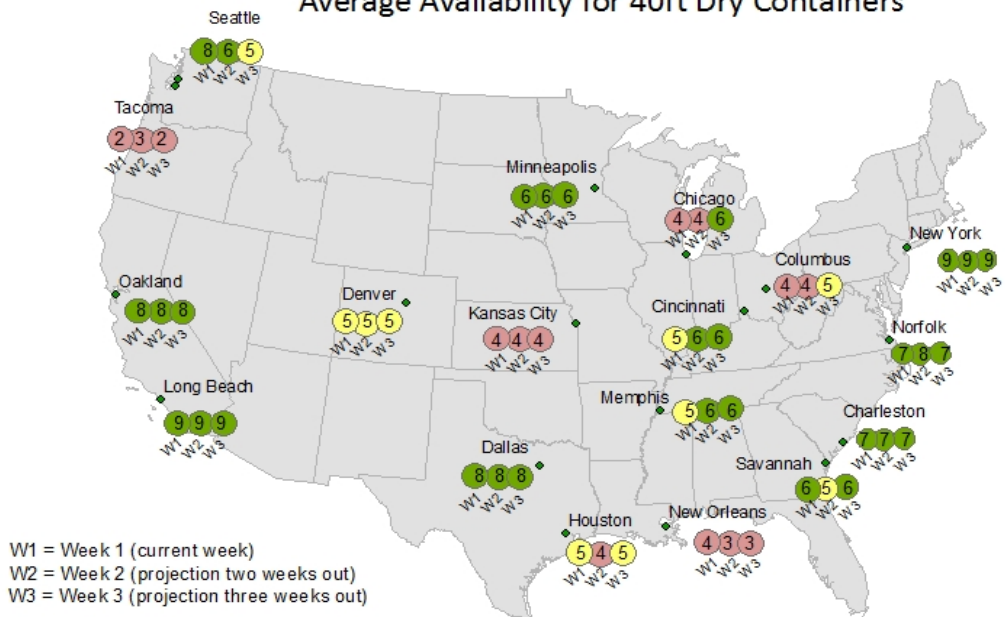 Average Availability for 40ft Dry Containers
Seattle
8 6 5
W1 W2 W3
Tacoma
2 3 2
W1 W2 W3
Minneapolis
6 6 6
W1 W2 W3
Chicago
4 4 6
W1 W2 W3
New York
9 9 9
W1 W2 W3
Columbus
4 4 5
W1 W2 W3
Oakland
8 8 8
W1 W2 W3
Denver
5 5 5
W1 W2 W3
Kansas City
4 4 4
W1 W2 W3
Cincinnati
5 6 6
W1 W2 W3
Norfolk
7 8 7
W1 W2 W3
Long Beach
9 9 9
W1 W2 W3
Memphis
5 6 6
W1 W2 W3
Charleston
7 7 7
W1 W2 W3
Dallas
8 8 8
W1 W2 W3
Savannah
6 5 6
W1 W2 W3
Houston
5 4 5
W1 W2 W3
New Orleans
4 3 3
W1 W2 W3
W1 = Week 1 (current week)
W2 = Week 2 (projection two weeks out)
W3 = Week 3 (projection three weeks out)